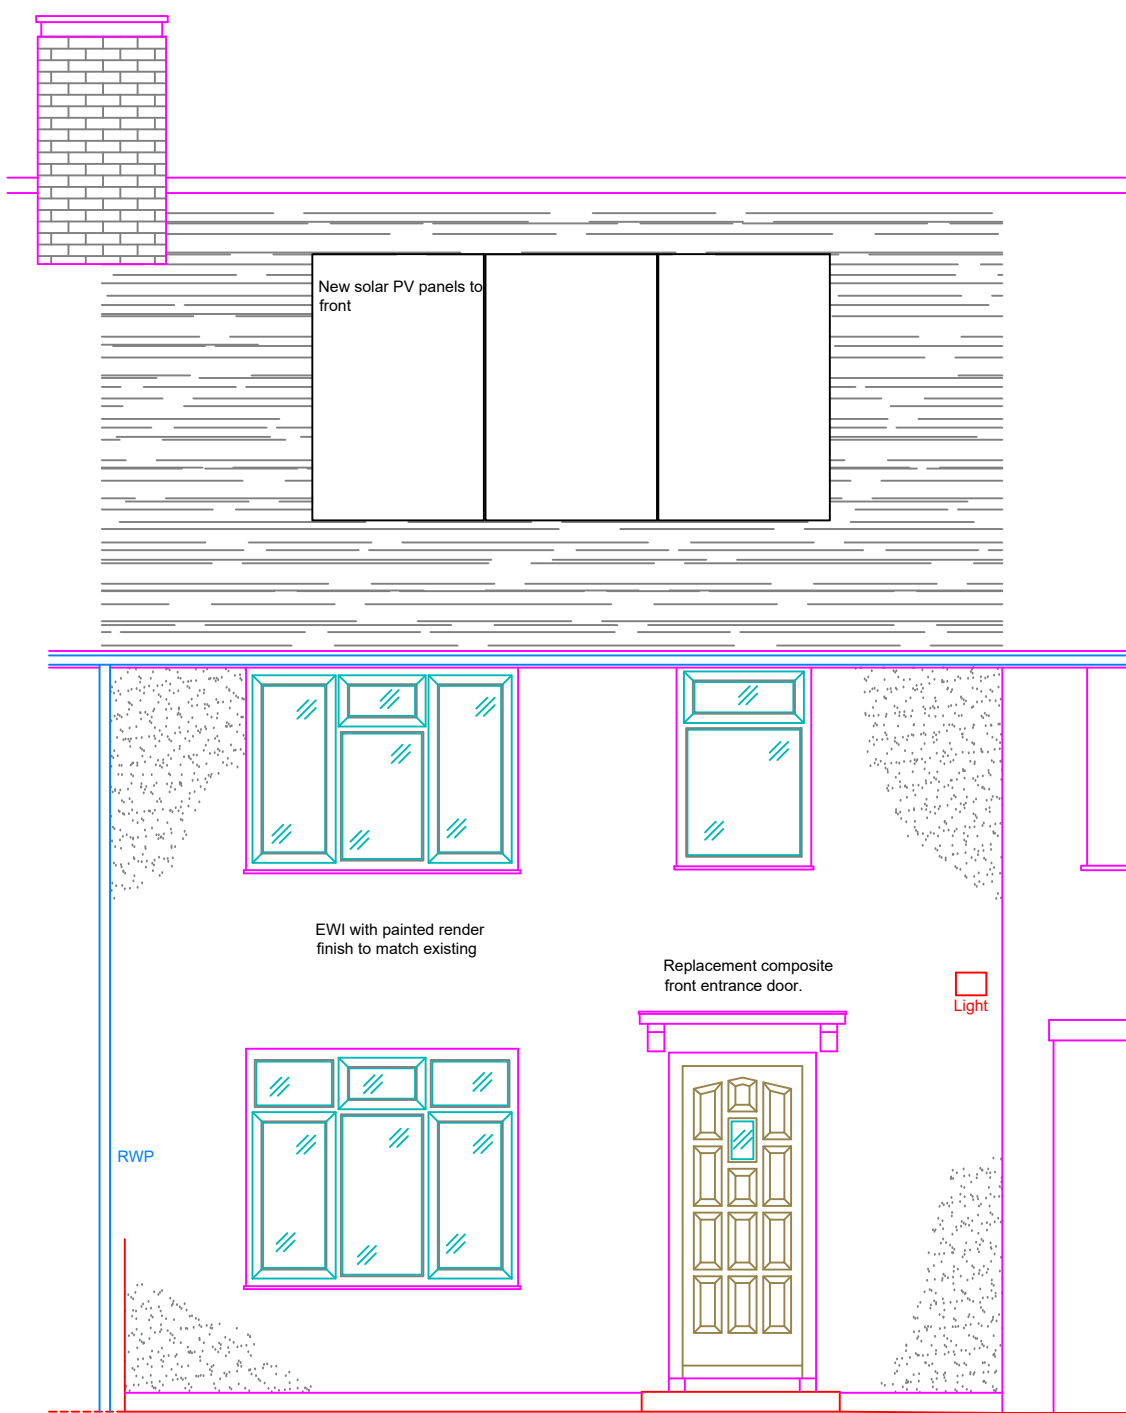 New solar PV panels to
front
EWI with painted render
finish to match existing
Replacement composite
front entrance door.
Light
RWP